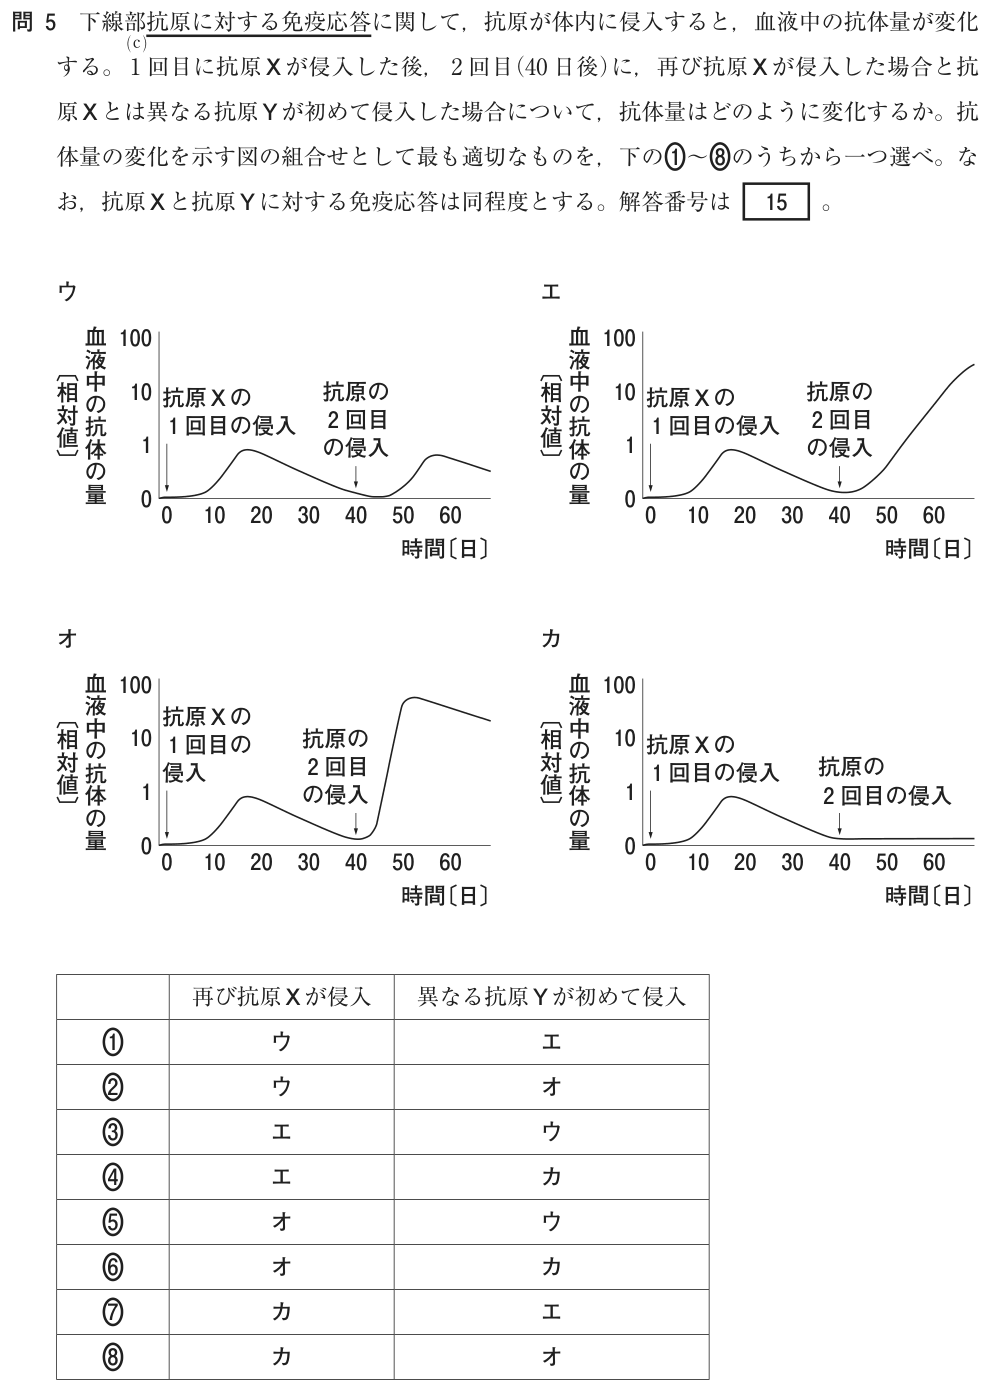 問 5　下線部抗原に対する免疫応答に関して，抗原が体内に侵入すると，血液中の抗体量が変化
(c)
する。1回目に抗原Xが侵入した後，2回目(40日後)に，再び抗原Xが侵入した場合と抗
原Xとは異なる抗原Yが初めて侵入した場合について，抗体量はどのように変化するか。抗
体量の変化を示す図の組合せとして最も適切なものを，下の①～⑧のうちから一つ選べ。な
お，抗原Xと抗原Yに対する免疫応答は同程度とする。解答番号は 15 。
ウ
血液中の抗体の量
〔相対値〕
100
10
1
0
抗原Xの
1回目の侵入
抗原の
2回目
の侵入
0 10 20 30 40 50 60
時間〔日〕
エ
血液中の抗体の量
〔相対値〕
100
10
1
0
抗原Xの
1回目の侵入
抗原の
2回目
の侵入
0 10 20 30 40 50 60
時間〔日〕
オ
血液中の抗体の量
〔相対値〕
100
10
1
0
抗原Xの
1回目の
侵入
抗原の
2回目
の侵入
0 10 20 30 40 50 60
時間〔日〕
カ
血液中の抗体の量
〔相対値〕
100
10
1
0
抗原Xの
1回目の侵入
抗原の
2回目の侵入
0 10 20 30 40 50 60
時間〔日〕
再び抗原Xが侵入 異なる抗原Yが初めて侵入
① ウ エ
② ウ オ
③ エ ウ
④ エ カ
⑤ オ ウ
⑥ オ カ
⑦ カ エ
⑧ カ オ